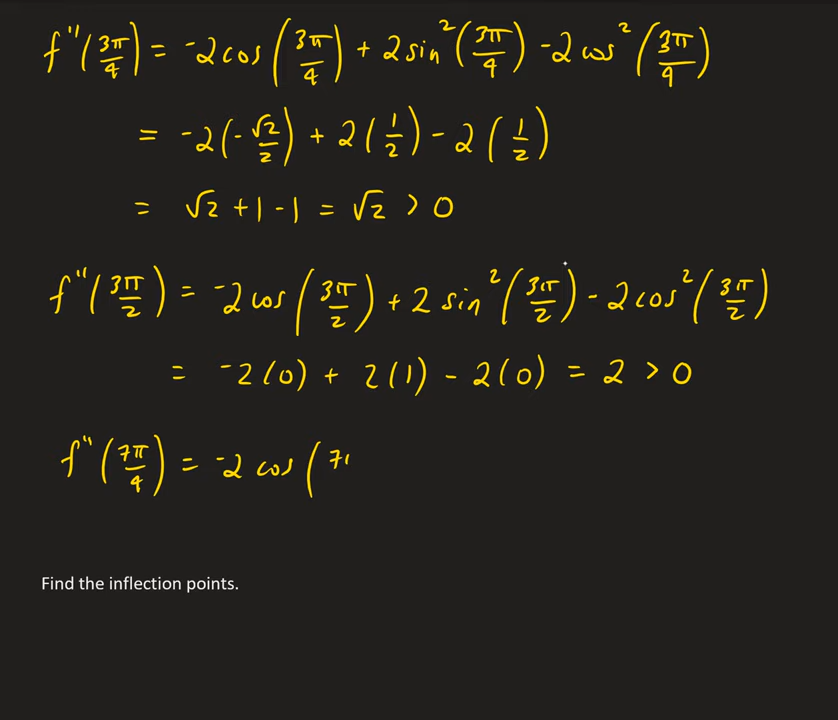 f''(3π/4) = -2cos(3π/4) + 2sin²(3π/4) - 2cos²(3π/4)
= -2(-√2/2) + 2(1/2) - 2(1/2)
= √2 + 1 - 1 = √2 > 0
f''(3π/2) = -2cos(3π/2) + 2sin²(3π/2) - 2cos²(3π/2)
= -2(0) + 2(1) - 2(0) = 2 > 0
f''(7π/4) = -2cos(7
Find the inflection points.